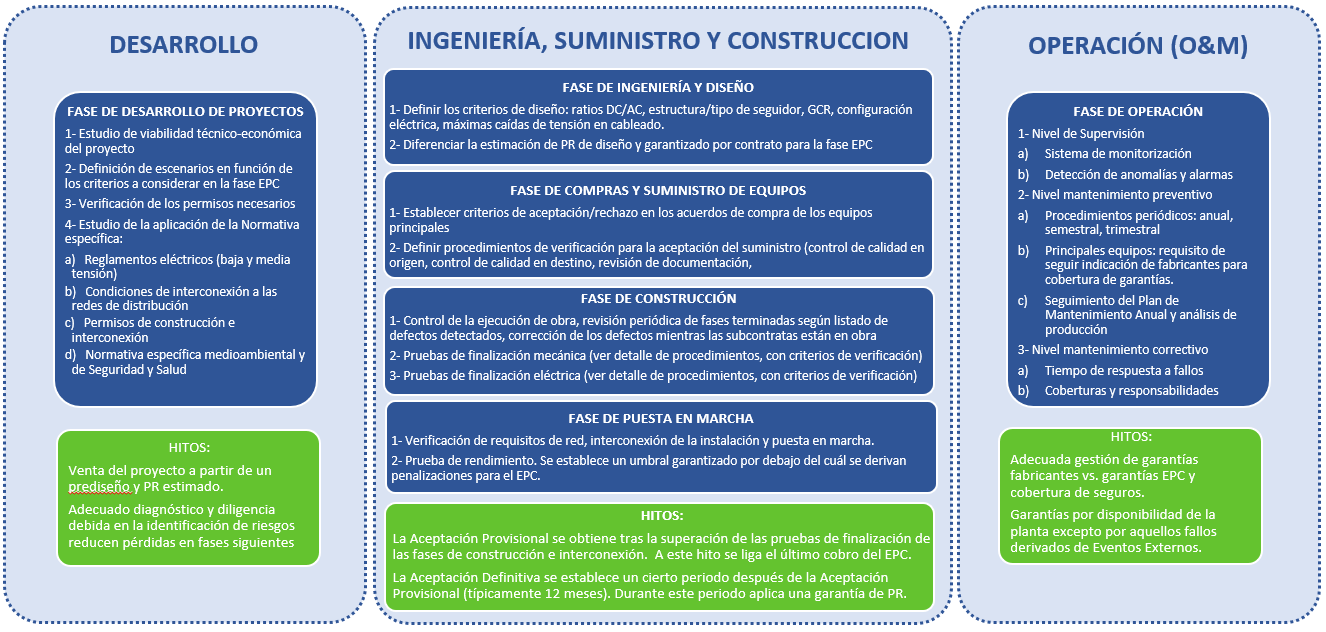 DESARROLLO
FASE DE DESARROLLO DE PROYECTOS
1- Estudio de viabilidad técnico-económica
del proyecto
2- Definición de escenarios en función de
los criterios a considerar en la fase EPC
3- Verificación de los permisos necesarios
4- Estudio de la aplicación de la Normativa
específica:
a) Reglamentos eléctricos (baja y media
tensión)
b) Condiciones de interconexión a las
redes de distribución
c) Permisos de construcción e
interconexión
d) Normativa específica medioambiental y
de Seguridad y Salud
HITOS:
Venta del proyecto a partir de un
prediseño y PR estimado.
Adecuado diagnóstico y diligencia
debida en la identificación de riesgos
reducen pérdidas en fases siguientes
INGENIERÍA, SUMINISTRO Y CONSTRUCCION
FASE DE INGENIERÍA Y DISEÑO
1- Definir los criterios de diseño: ratios DC/AC, estructura/tipo de seguidor, GCR, configuración
eléctrica, máximas caídas de tensión en cableado.
2- Diferenciar la estimación de PR de diseño y garantizado por contrato para la fase EPC
FASE DE COMPRAS Y SUMINISTRO DE EQUIPOS
1- Establecer criterios de aceptación/rechazo en los acuerdos de compra de los equipos
principales
2- Definir procedimientos de verificación para la aceptación del suministro (control de calidad en
origen, control de calidad en destino, revisión de documentación,
FASE DE CONSTRUCCIÓN
1- Control de la ejecución de obra, revisión periódica de fases terminadas según listado de
defectos detectados, corrección de los defectos mientras las subcontratas están en obra
2- Pruebas de finalización mecánica (ver detalle de procedimientos, con criterios de verificación)
3- Pruebas de finalización eléctrica (ver detalle de procedimientos, con criterios de verificación)
FASE DE PUESTA EN MARCHA
1- Verificación de requisitos de red, interconexión de la instalación y puesta en marcha.
2- Prueba de rendimiento. Se establece un umbral garantizado por debajo del cuál se derivan
penalizaciones para el EPC.
HITOS:
La Aceptación Provisional se obtiene tras la superación de las pruebas de finalización de
las fases de construcción e interconexión. A este hito se liga el último cobro del EPC.
La Aceptación Definitiva se establece un cierto periodo después de la Aceptación
Provisional (típicamente 12 meses). Durante este periodo aplica una garantía de PR.
OPERACIÓN (O&M)
FASE DE OPERACIÓN
1- Nivel de Supervisión
a) Sistema de monitorización
b) Detección de anomalías y alarmas
2- Nivel mantenimiento preventivo
a) Procedimientos periódicos: anual,
semestral, trimestral
b) Principales equipos: requisito de
seguir indicación de fabricantes para
cobertura de garantías.
c) Seguimiento del Plan de
Mantenimiento Anual y análisis de
producción
3- Nivel mantenimiento correctivo
a) Tiempo de respuesta a fallos
b) Coberturas y responsabilidades
HITOS:
Adecuada gestión de garantías
fabricantes vs. garantías EPC y
cobertura de seguros.
Garantías por disponibilidad de la
planta excepto por aquellos fallos
derivados de Eventos Externos.